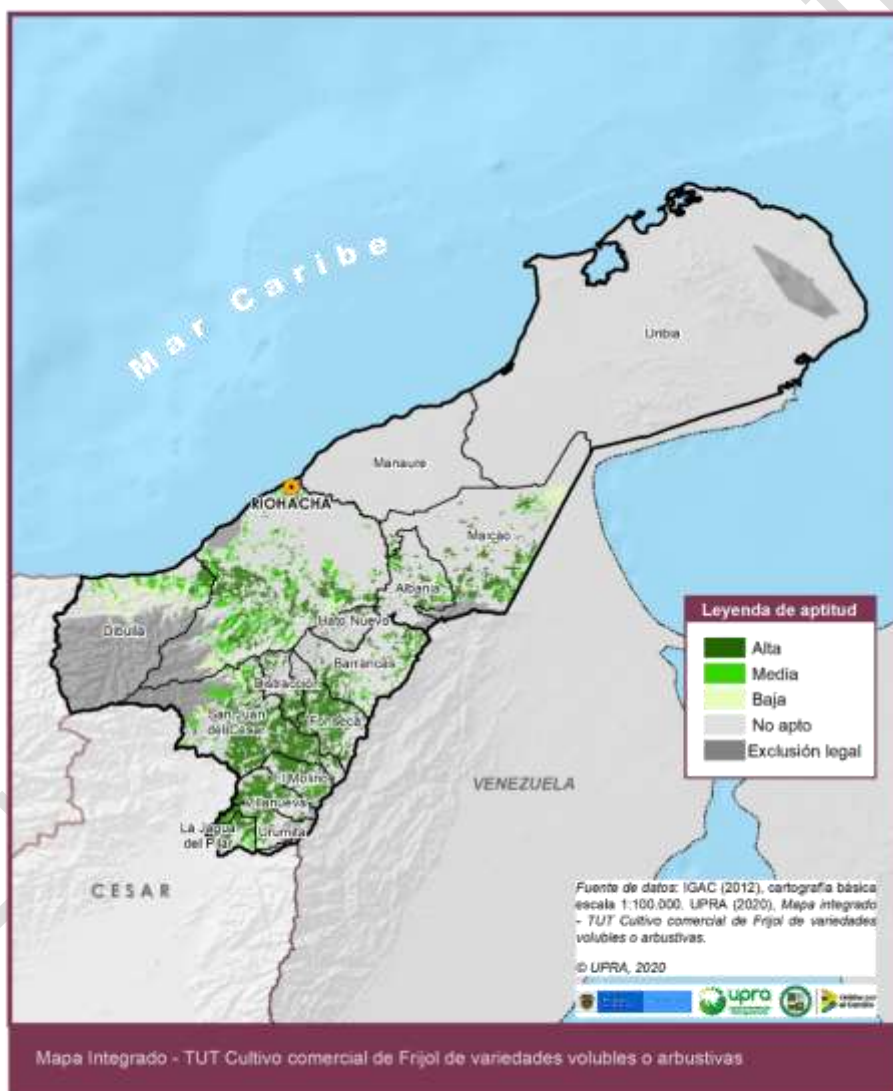 Mar Caribe
Uribia
Manaure
RIOHACHA
Maicao
Albania
Dibulla
Hato Nuevo
Barrancas
Distracción
San Juan
del Cesar
Fonseca
El Molino
Villanueva
La Jagua
del Pilar
Urumita
VENEZUELA
CESAR
Leyenda de aptitud
Alta
Media
Baja
No apto
Exclusión legal
Fuente de datos: IGAC (2012), cartografía básica
escala 1:100.000. UPRA (2020), Mapa integrado
- TUT Cultivo comercial de Frijol de variedades
volubles o arbustivas.
© UPRA, 2020
upra
Mapa Integrado - TUT Cultivo comercial de Frijol de variedades volubles o arbustivas